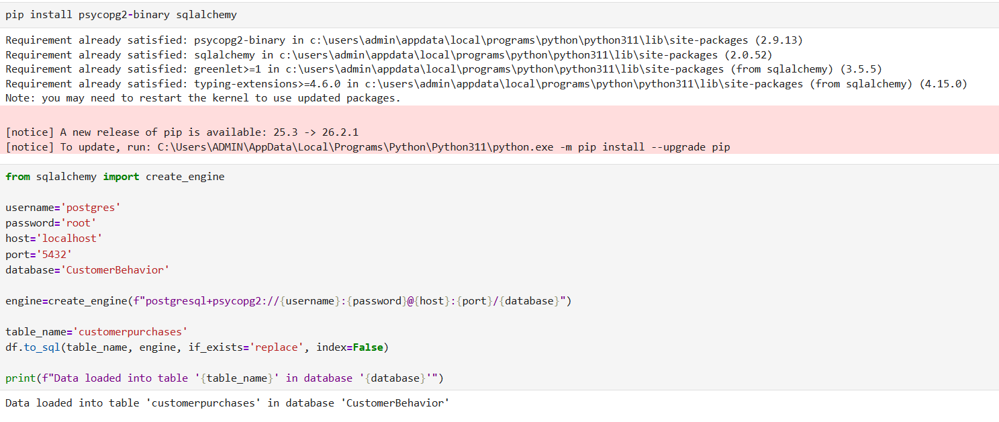 pip install psycopg2-binary sqlalchemy
Requirement already satisfied: psycopg2-binary in c:\users\admin\appdata\local\programs\python\python311\lib\site-packages (2.9.13)
Requirement already satisfied: sqlalchemy in c:\users\admin\appdata\local\programs\python\python311\lib\site-packages (2.0.52)
Requirement already satisfied: greenlet>=1 in c:\users\admin\appdata\local\programs\python\python311\lib\site-packages (from sqlalchemy) (3.5.5)
Requirement already satisfied: typing-extensions>=4.6.0 in c:\users\admin\appdata\local\programs\python\python311\lib\site-packages (from sqlalchemy) (4.15.0)
Note: you may need to restart the kernel to use updated packages.
[notice] A new release of pip is available: 25.3 -> 26.2.1
[notice] To update, run: C:\Users\ADMIN\AppData\Local\Programs\Python\Python311\python.exe -m pip install --upgrade pip
from sqlalchemy import create_engine
username='postgres'
password='root'
host='localhost'
port='5432'
database='CustomerBehavior'
engine=create_engine(f"postgresql+psycopg2://{username}:{password}@{host}:{port}/{database}")
table_name='customerpurchases'
df.to_sql(table_name, engine, if_exists='replace', index=False)
print(f"Data loaded into table '{table_name}' in database '{database}'")
Data loaded into table 'customerpurchases' in database 'CustomerBehavior'